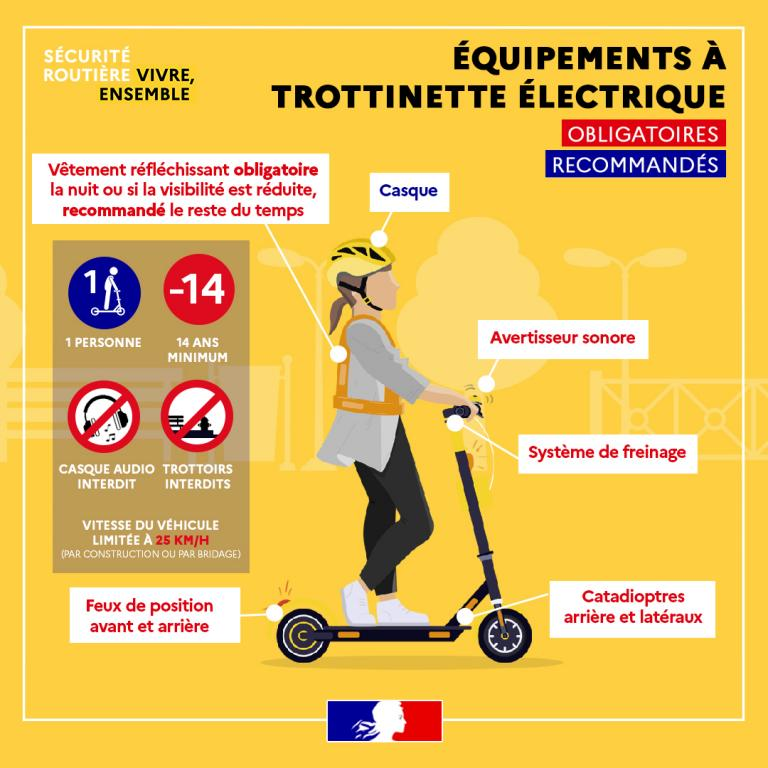 SÉCURITÉ
ROUTIÈRE VIVRE,
ENSEMBLE
ÉQUIPEMENTS À
TROTTINETTE ÉLECTRIQUE
OBLIGATOIRES
RECOMMANDÉS
Vêtement réfléchissant obligatoire
la nuit ou si la visibilité est réduite,
recommandé le reste du temps
Casque
1
1 PERSONNE
-14
14 ANS
MINIMUM
Avertisseur sonore
Système de freinage
CASQUE AUDIO
INTERDIT
TROTTOIRS
INTERDITS
VITESSE DU VÉHICULE
LIMITÉE À 25 KM/H
(PAR CONSTRUCTION OU PAR BRIDAGE)
Feux de position
avant et arrière
Catadioptres
arrière et latéraux